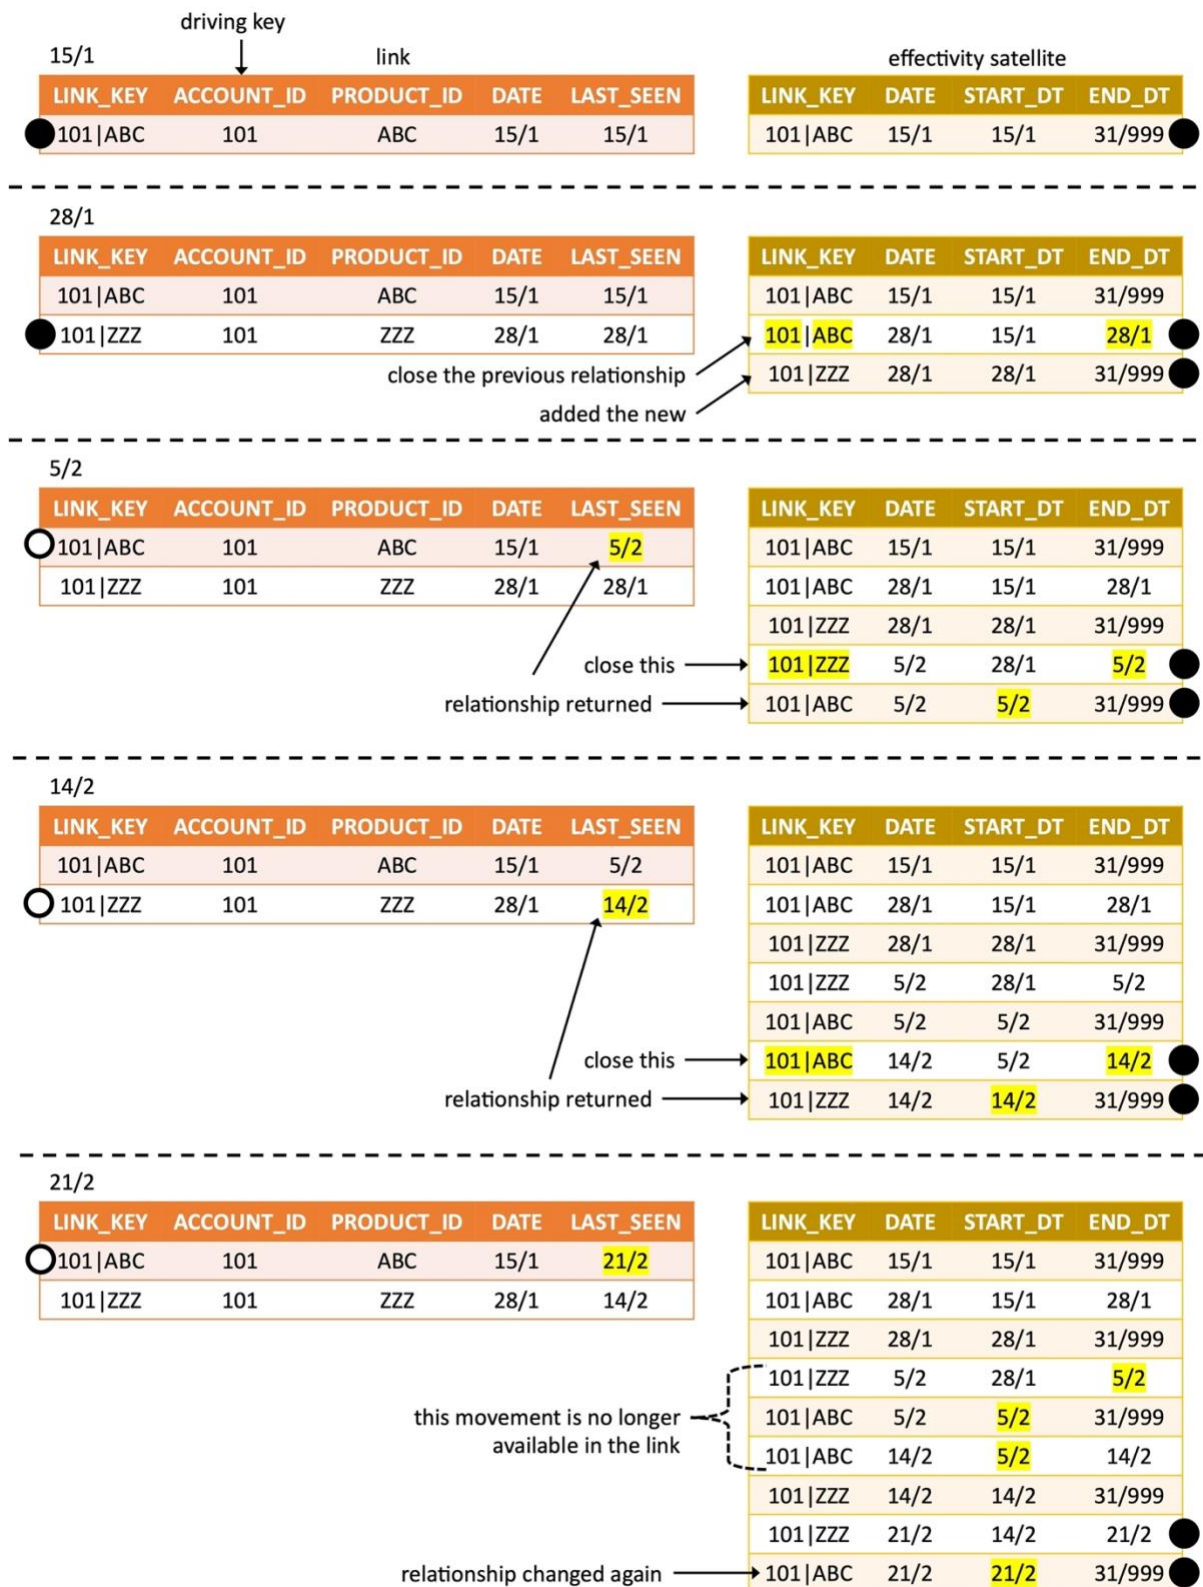 driving key
15/1 link effectivity satellite
LINK_KEY ACCOUNT_ID PRODUCT_ID DATE LAST_SEEN LINK_KEY DATE START_DT END_DT
101|ABC 101 ABC 15/1 15/1 101|ABC 15/1 15/1 31/999
28/1
LINK_KEY ACCOUNT_ID PRODUCT_ID DATE LAST_SEEN LINK_KEY DATE START_DT END_DT
101|ABC 101 ABC 15/1 15/1 101|ABC 15/1 15/1 31/999
101|ZZZ 101 ZZZ 28/1 28/1 101|ABC 28/1 15/1 28/1
close the previous relationship 101|ZZZ 28/1 28/1 31/999
added the new
5/2
LINK_KEY ACCOUNT_ID PRODUCT_ID DATE LAST_SEEN LINK_KEY DATE START_DT END_DT
101|ABC 101 ABC 15/1 5/2 101|ABC 15/1 15/1 31/999
101|ZZZ 101 ZZZ 28/1 28/1 101|ABC 28/1 15/1 28/1
101|ZZZ 28/1 28/1 31/999
close this 101|ZZZ 5/2 28/1 5/2
relationship returned 101|ABC 5/2 5/2 31/999
14/2
LINK_KEY ACCOUNT_ID PRODUCT_ID DATE LAST_SEEN LINK_KEY DATE START_DT END_DT
101|ABC 101 ABC 15/1 5/2 101|ABC 15/1 15/1 31/999
101|ZZZ 101 ZZZ 28/1 14/2 101|ABC 28/1 15/1 28/1
101|ZZZ 28/1 28/1 31/999
101|ZZZ 5/2 28/1 5/2
101|ABC 5/2 5/2 31/999
close this 101|ABC 14/2 5/2 14/2
relationship returned 101|ZZZ 14/2 14/2 31/999
21/2
LINK_KEY ACCOUNT_ID PRODUCT_ID DATE LAST_SEEN LINK_KEY DATE START_DT END_DT
101|ABC 101 ABC 15/1 21/2 101|ABC 15/1 15/1 31/999
101|ZZZ 101 ZZZ 28/1 14/2 101|ABC 28/1 15/1 28/1
101|ZZZ 28/1 28/1 31/999
101|ZZZ 5/2 28/1 5/2
this movement is no longer 101|ABC 5/2 5/2 31/999
available in the link 101|ABC 14/2 5/2 14/2
101|ZZZ 14/2 14/2 31/999
101|ZZZ 21/2 14/2 21/2
relationship changed again 101|ABC 21/2 21/2 31/999